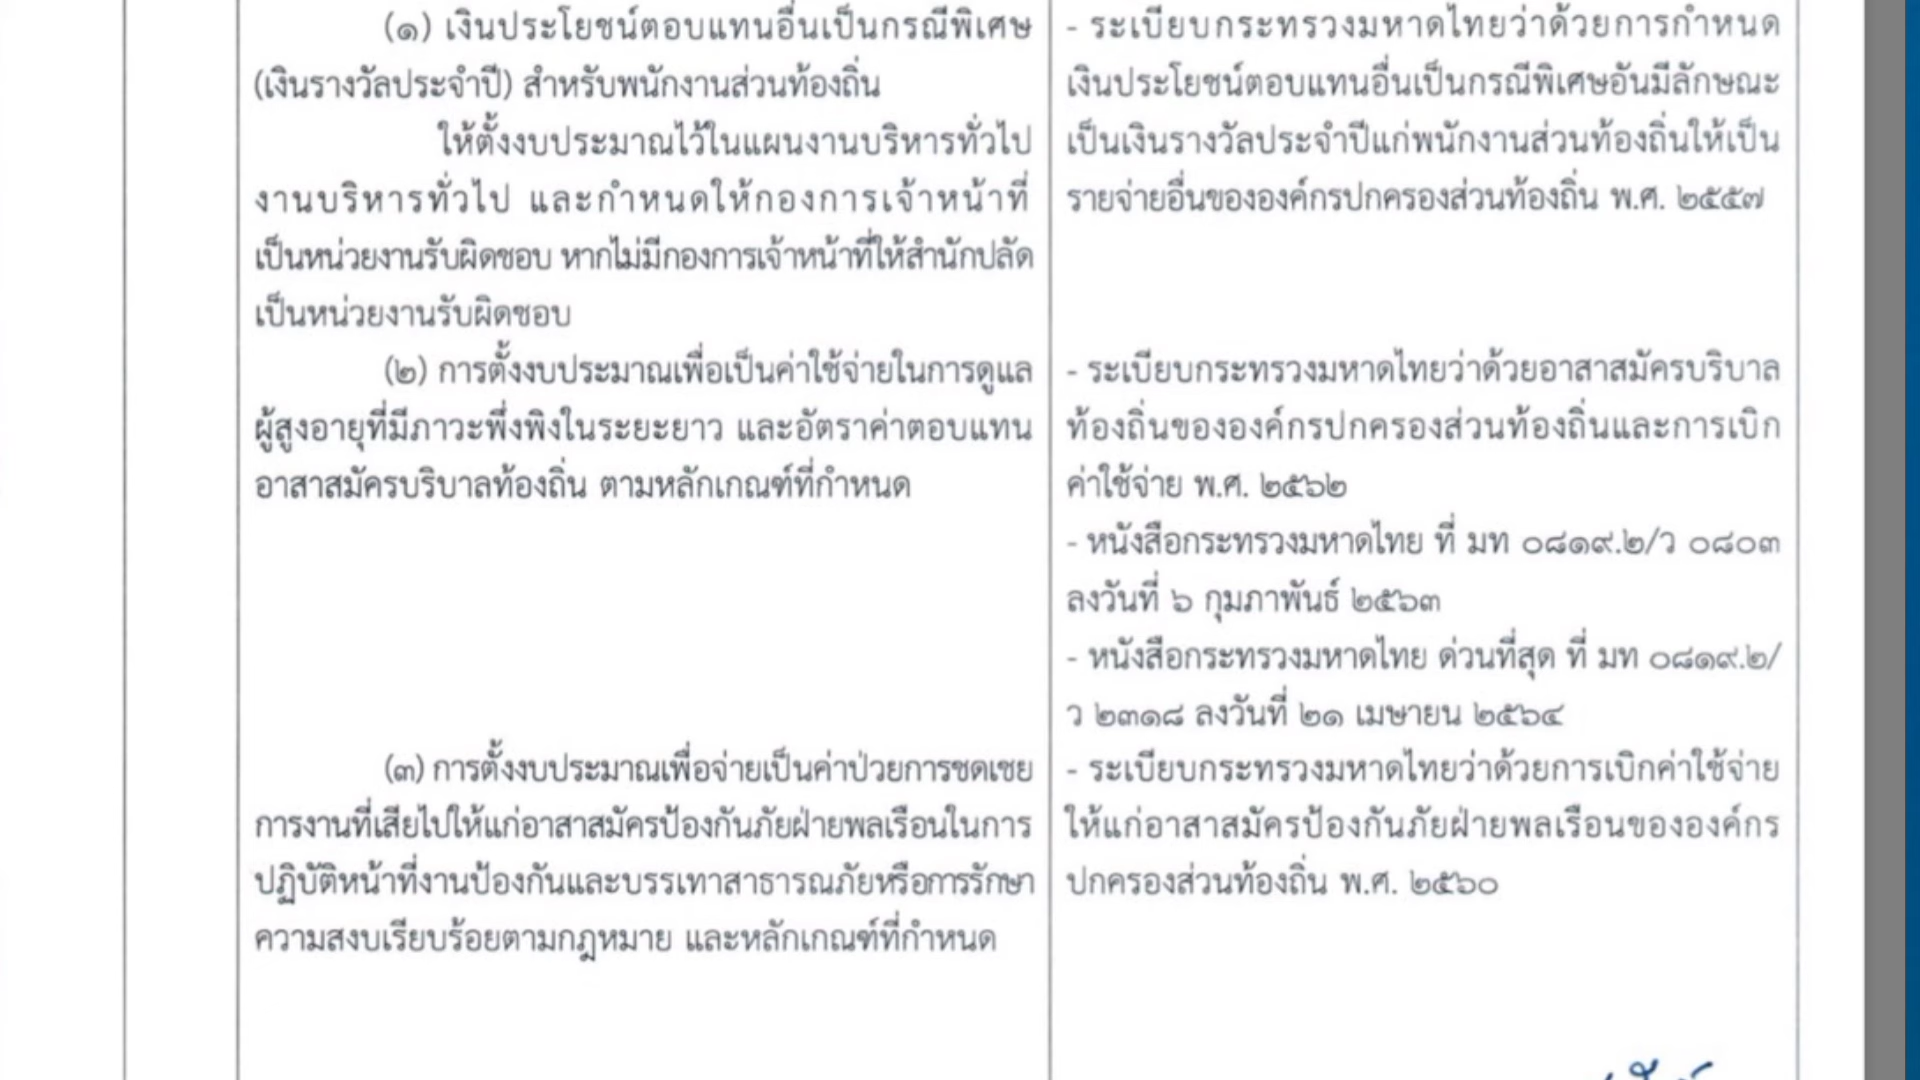 (๑) เงินประโยชน์ตอบแทนอื่นเป็นกรณีพิเศษ
(เงินรางวัลประจำปี) สำหรับพนักงานส่วนท้องถิ่น
ให้ตั้งงบประมาณไว้ในแผนงานบริหารทั่วไป
งานบริหารทั่วไป และกำหนดให้กองการเจ้าหน้าที่
เป็นหน่วยงานรับผิดชอบ หากไม่มีกองการเจ้าหน้าที่ให้สำนักปลัด
เป็นหน่วยงานรับผิดชอบ
- ระเบียบกระทรวงมหาดไทยว่าด้วยการกำหนด
เงินประโยชน์ตอบแทนอื่นเป็นกรณีพิเศษอันมีลักษณะ
เป็นเงินรางวัลประจำปีแก่พนักงานส่วนท้องถิ่นให้เป็น
รายจ่ายอื่นขององค์กรปกครองส่วนท้องถิ่น พ.ศ. ๒๕๕๗
(๒) การตั้งงบประมาณเพื่อเป็นค่าใช้จ่ายในการดูแล
ผู้สูงอายุที่มีภาวะพึ่งพิงในระยะยาว และอัตราค่าตอบแทน
อาสาสมัครบริบาลท้องถิ่น ตามหลักเกณฑ์ที่กำหนด
- ระเบียบกระทรวงมหาดไทยว่าด้วยอาสาสมัครบริบาล
ท้องถิ่นขององค์กรปกครองส่วนท้องถิ่นและการเบิก
ค่าใช้จ่าย พ.ศ. ๒๕๖๒
- หนังสือกระทรวงมหาดไทย ที่ มท ๐๘๑๙.๒/ว ๐๘๐๓
ลงวันที่ ๖ กุมภาพันธ์ ๒๕๖๓
- หนังสือกระทรวงมหาดไทย ด่วนที่สุด ที่ มท ๐๘๑๙.๒/
ว ๒๓๑๘ ลงวันที่ ๒๑ เมษายน ๒๕๖๔
(๓) การตั้งงบประมาณเพื่อจ่ายเป็นค่าป่วยการชดเชย
การงานที่เสียไปให้แก่อาสาสมัครป้องกันภัยฝ่ายพลเรือนในการ
ปฏิบัติหน้าที่งานป้องกันและบรรเทาสาธารณภัยหรือการรักษา
ความสงบเรียบร้อยตามกฎหมาย และหลักเกณฑ์ที่กำหนด
- ระเบียบกระทรวงมหาดไทยว่าด้วยการเบิกค่าใช้จ่าย
ให้แก่อาสาสมัครป้องกันภัยฝ่ายพลเรือนขององค์กร
ปกครองส่วนท้องถิ่น พ.ศ. ๒๕๖๐